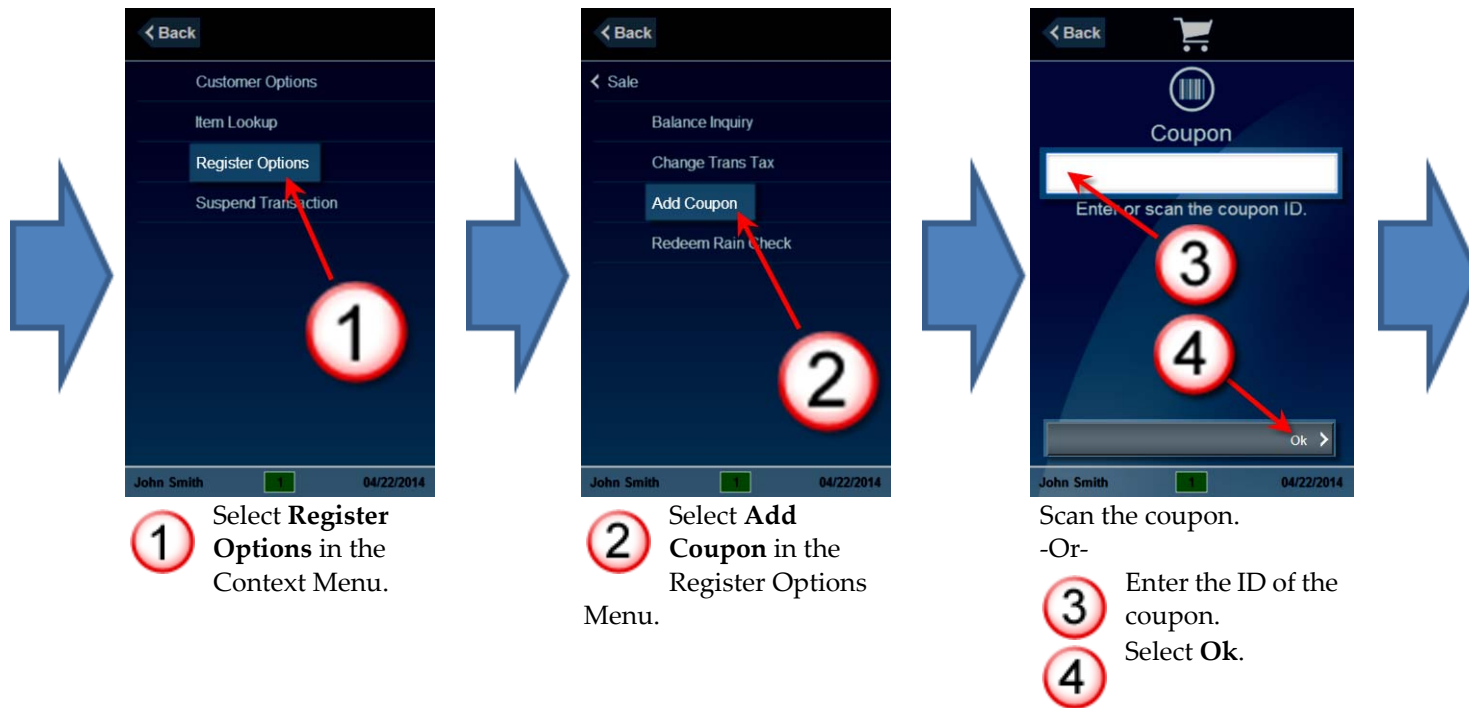 Back
Customer Options
Item Lookup
Register Options
Suspend Transaction
1
John Smith 1 04/22/2014
1 Select Register
Options in the
Context Menu.
Back
Sale
Balance Inquiry
Change Trans Tax
Add Coupon
Redeem Rain Check
2
John Smith 1 04/22/2014
2 Select Add
Coupon in the
Register Options
Menu.
Back
Coupon
Enter or scan the coupon ID.
3
4
Ok
John Smith 1 04/22/2014
Scan the coupon.
-Or-
3 Enter the ID of the
coupon.
4 Select Ok.